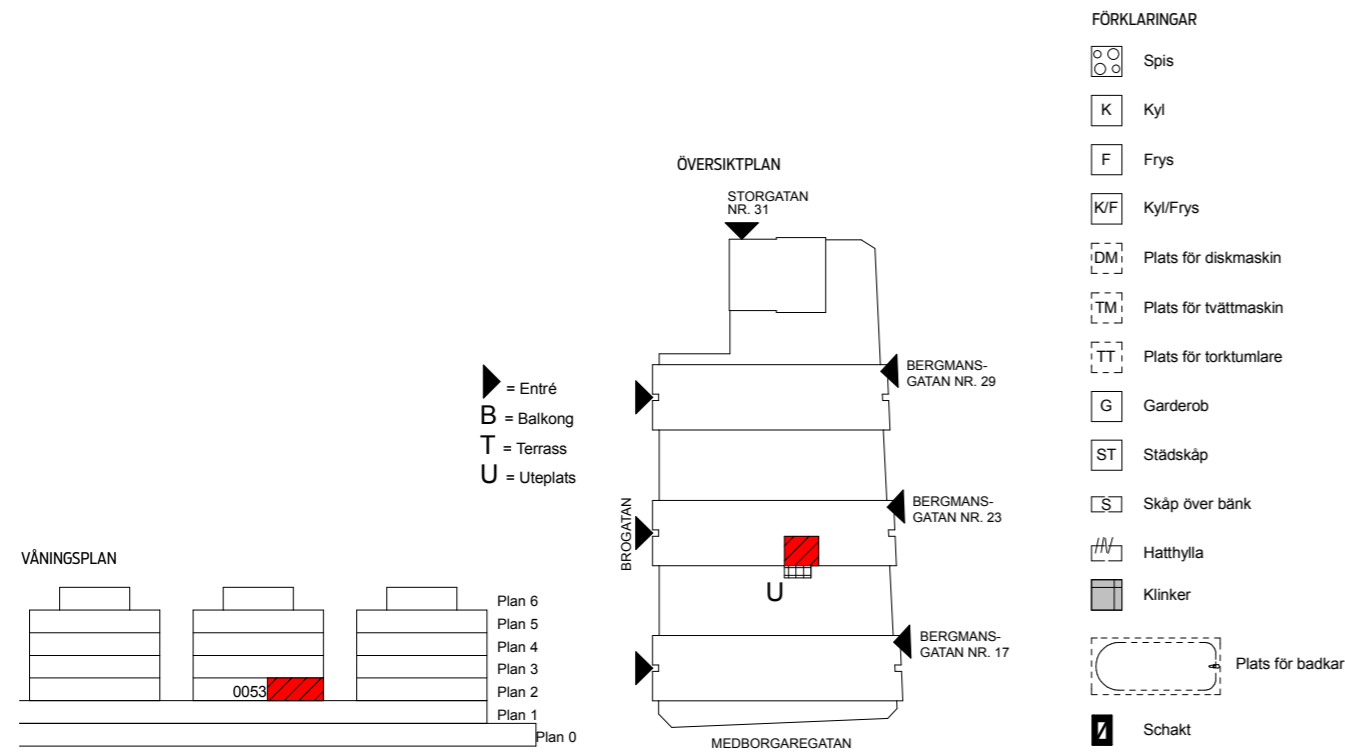 VÅNINGSPLAN
Plan 6
Plan 5
Plan 4
Plan 3
0053
Plan 2
Plan 1
Plan 0
= Entré
B = Balkong
T = Terrass
U = Uteplats
ÖVERSIKTPLAN
STORGATAN
NR. 31
BERGMANS-
GATAN NR. 29
BERGMANS-
GATAN NR. 23
BROGATAN
U
BERGMANS-
GATAN NR. 17
MEDBORGAREGATAN
FÖRKLARINGAR
Spis
K Kyl
F Frys
K/F Kyl/Frys
DM Plats för diskmaskin
TM Plats för tvättmaskin
TT Plats för torktumlare
G Garderob
ST Städskåp
S Skåp över bänk
Hatthylla
Klinker
Plats för badkar
Schakt